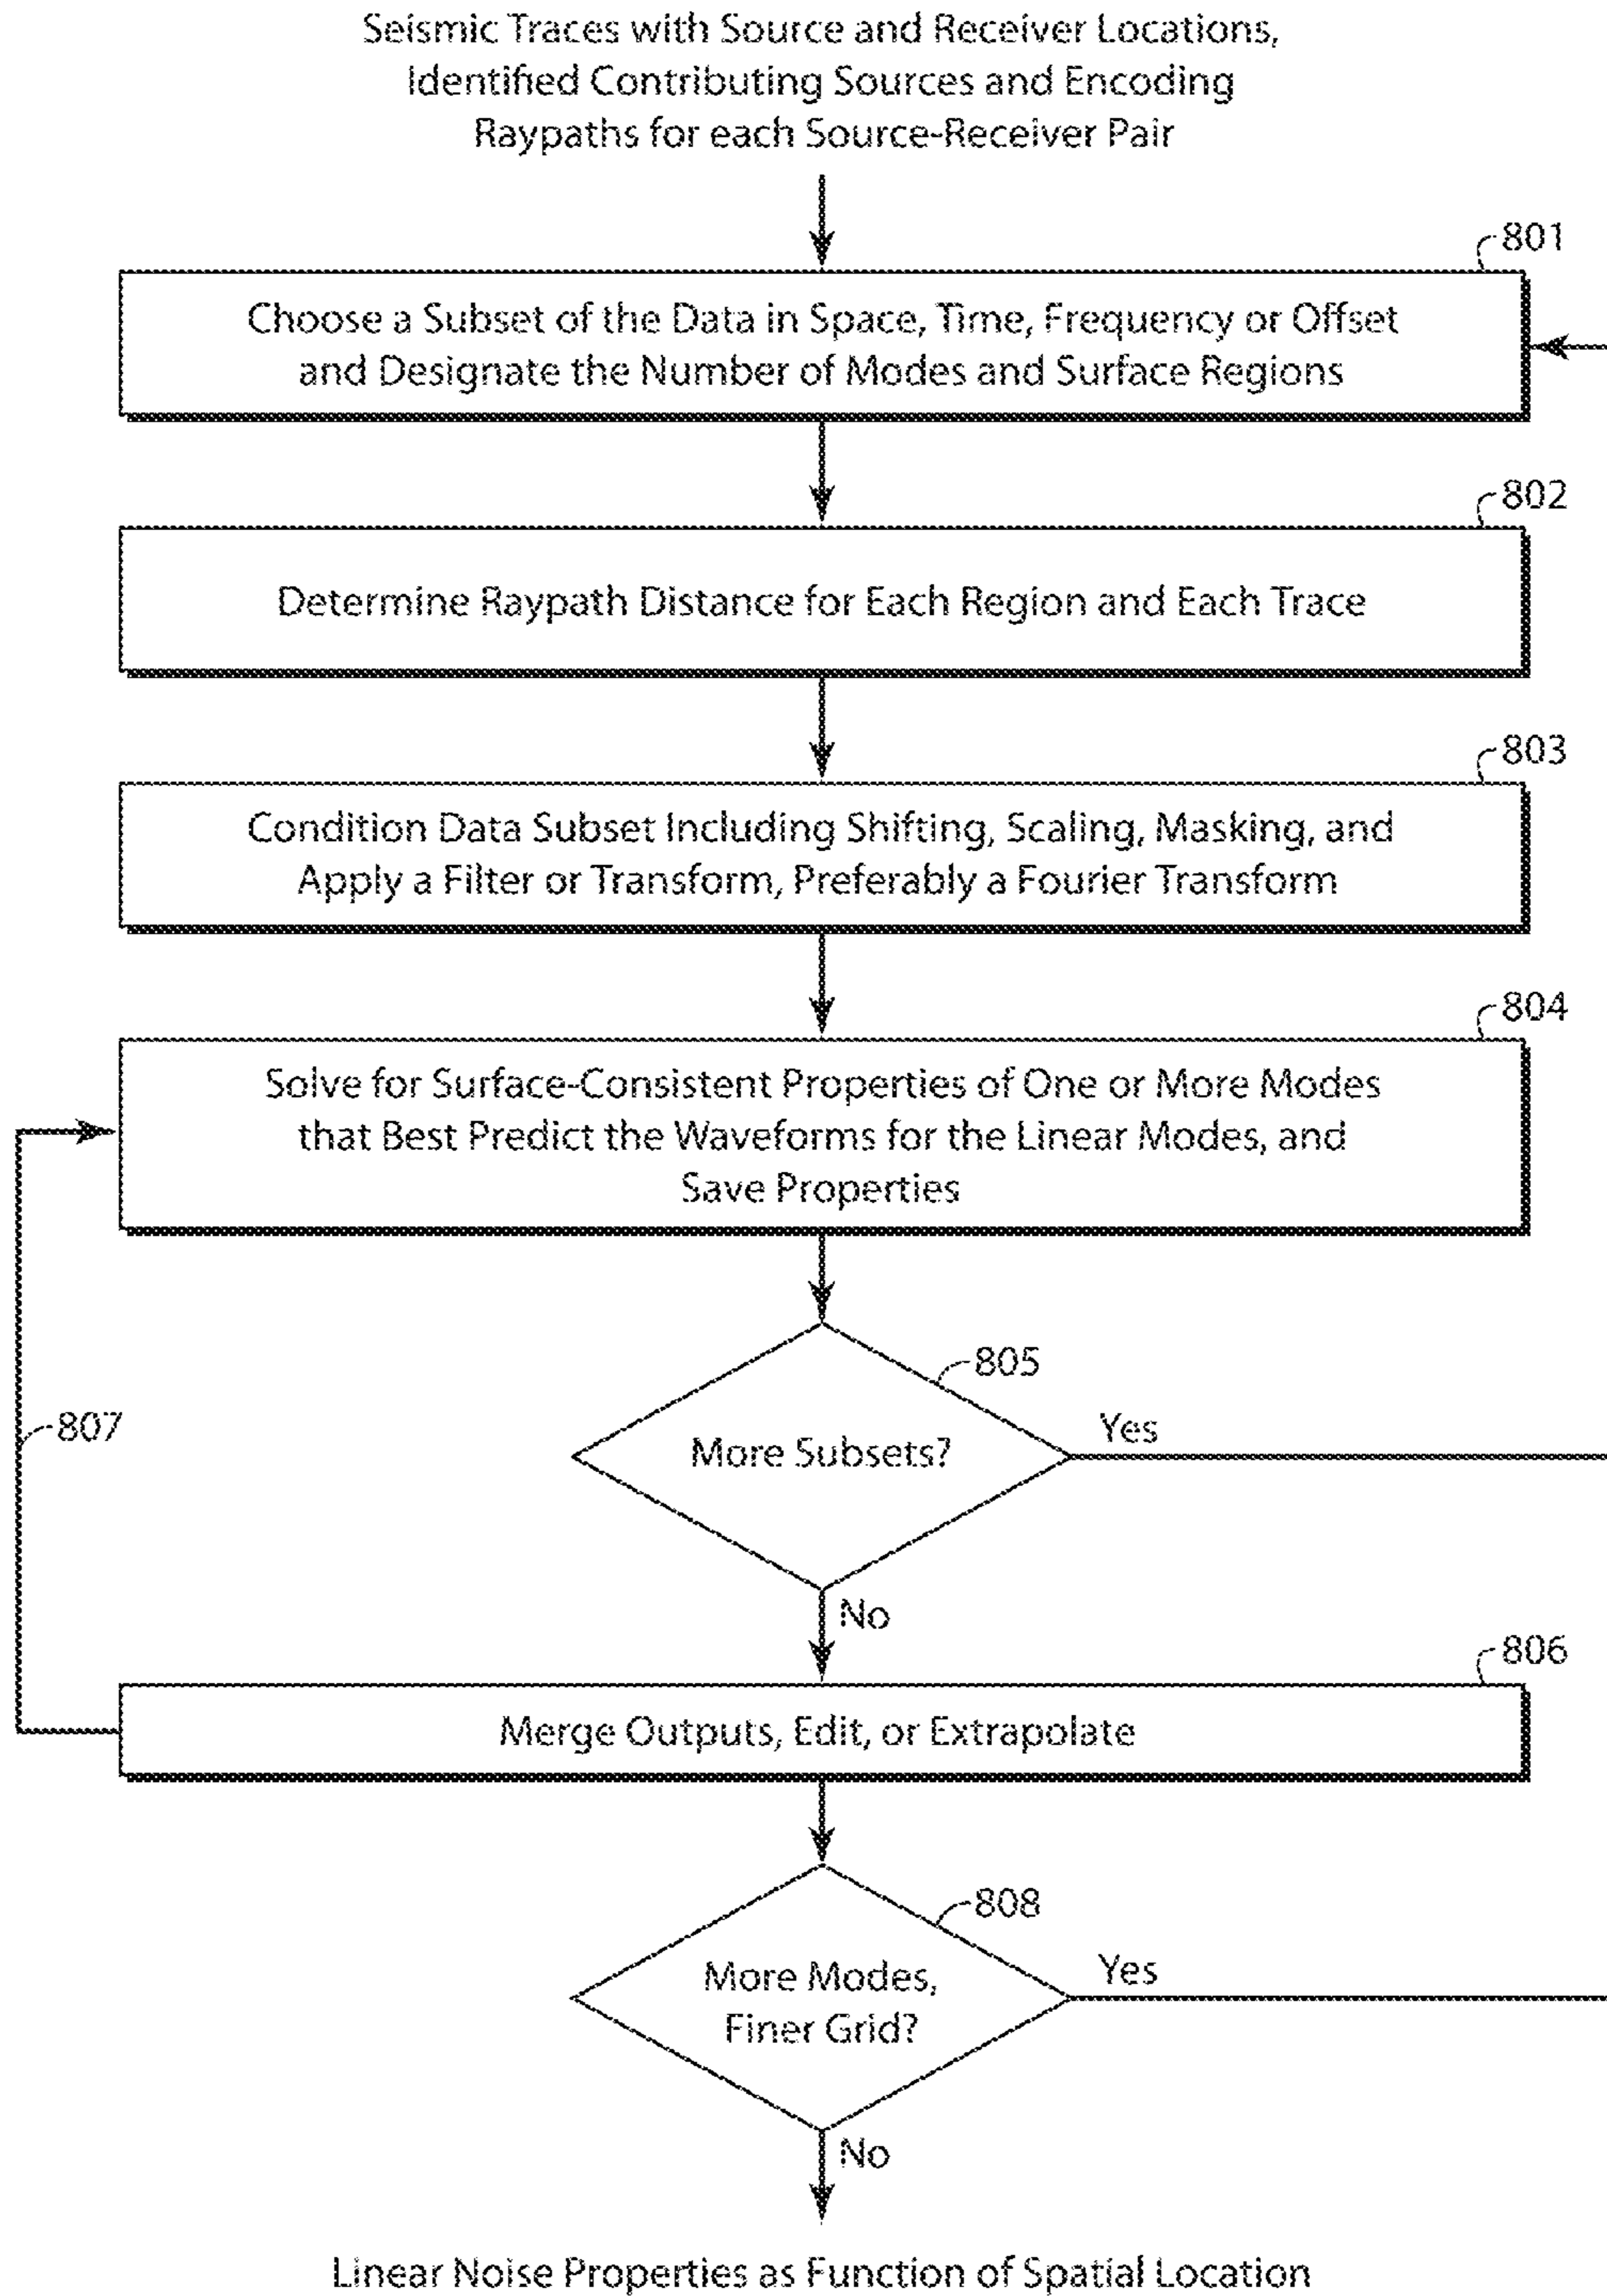 Seismic Traces with Source and Receiver Locations,
Identified Contributing Sources and Encoding
Raypaths for each Source-Receiver Pair
801
Choose a Subset of the Data in Space, Time, Frequency or Offset
and Designate the Number of Modes and Surface Regions
802
Determine Raypath Distance for Each Region and Each Trace
803
Condition Data Subset Including Shifting, Scaling, Masking, and
Apply a Filter or Transform, Preferably a Fourier Transform
804
Solve for Surface-Consistent Properties of One or More Modes
that Best Predict the Waveforms for the Linear Modes, and
Save Properties
805
807
More Subsets?
Yes
No
806
Merge Outputs, Edit, or Extrapolate
808
More Modes,
Finer Grid?
Yes
No
Linear Noise Properties as Function of Spatial Location